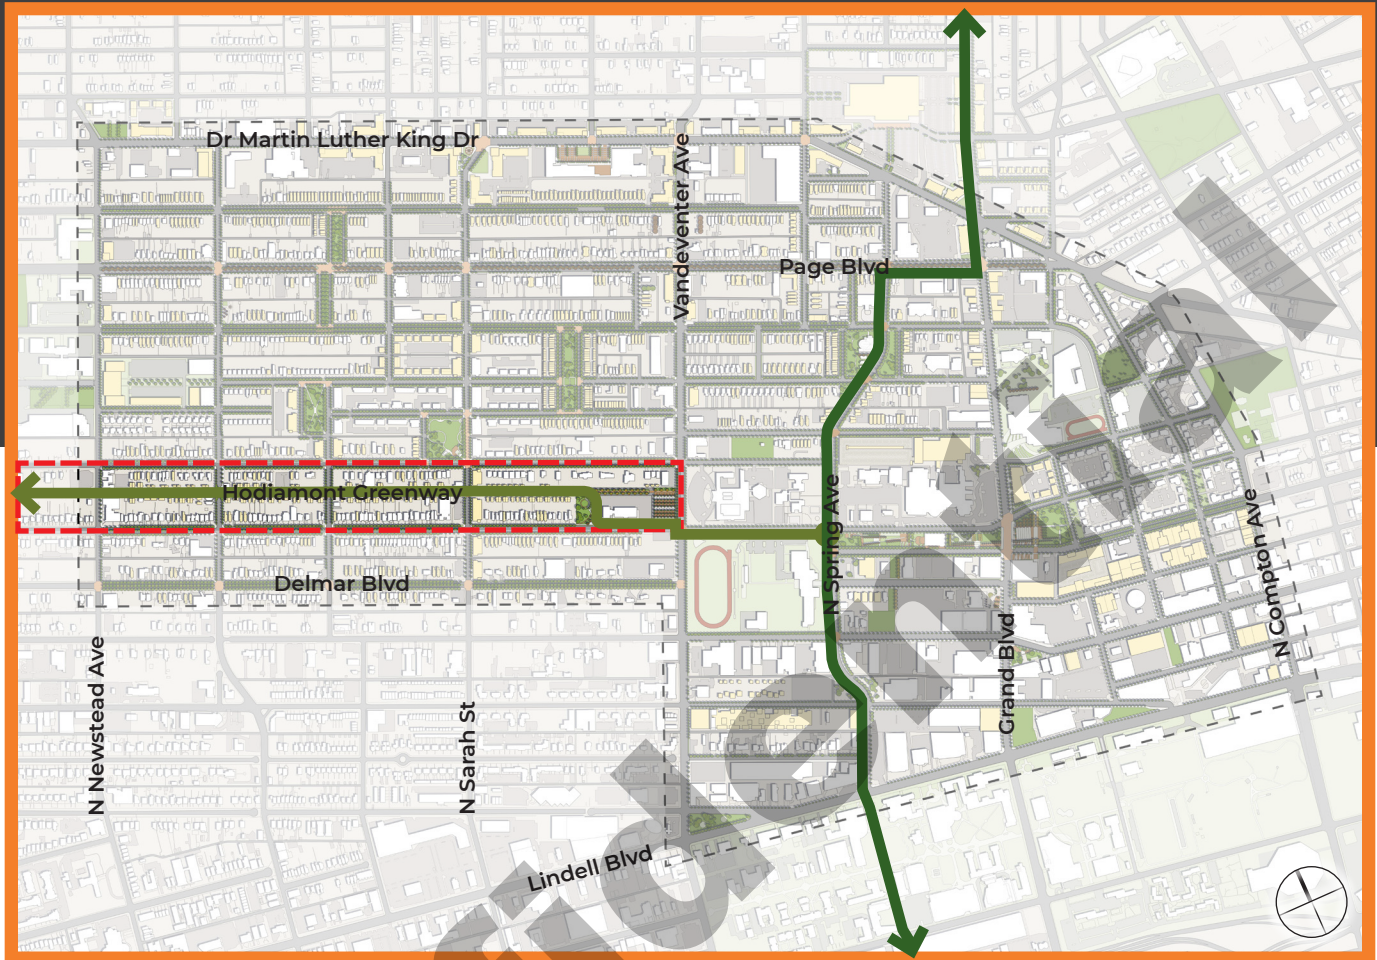 Dr Martin Luther King Dr
Vandeventer Ave
Page Blvd
Hodiamont Greenway
N Spring Ave
N Compton Ave
Delmar Blvd
Grand Blvd
N Newstead Ave
N Sarah St
Lindell Blvd
fidential